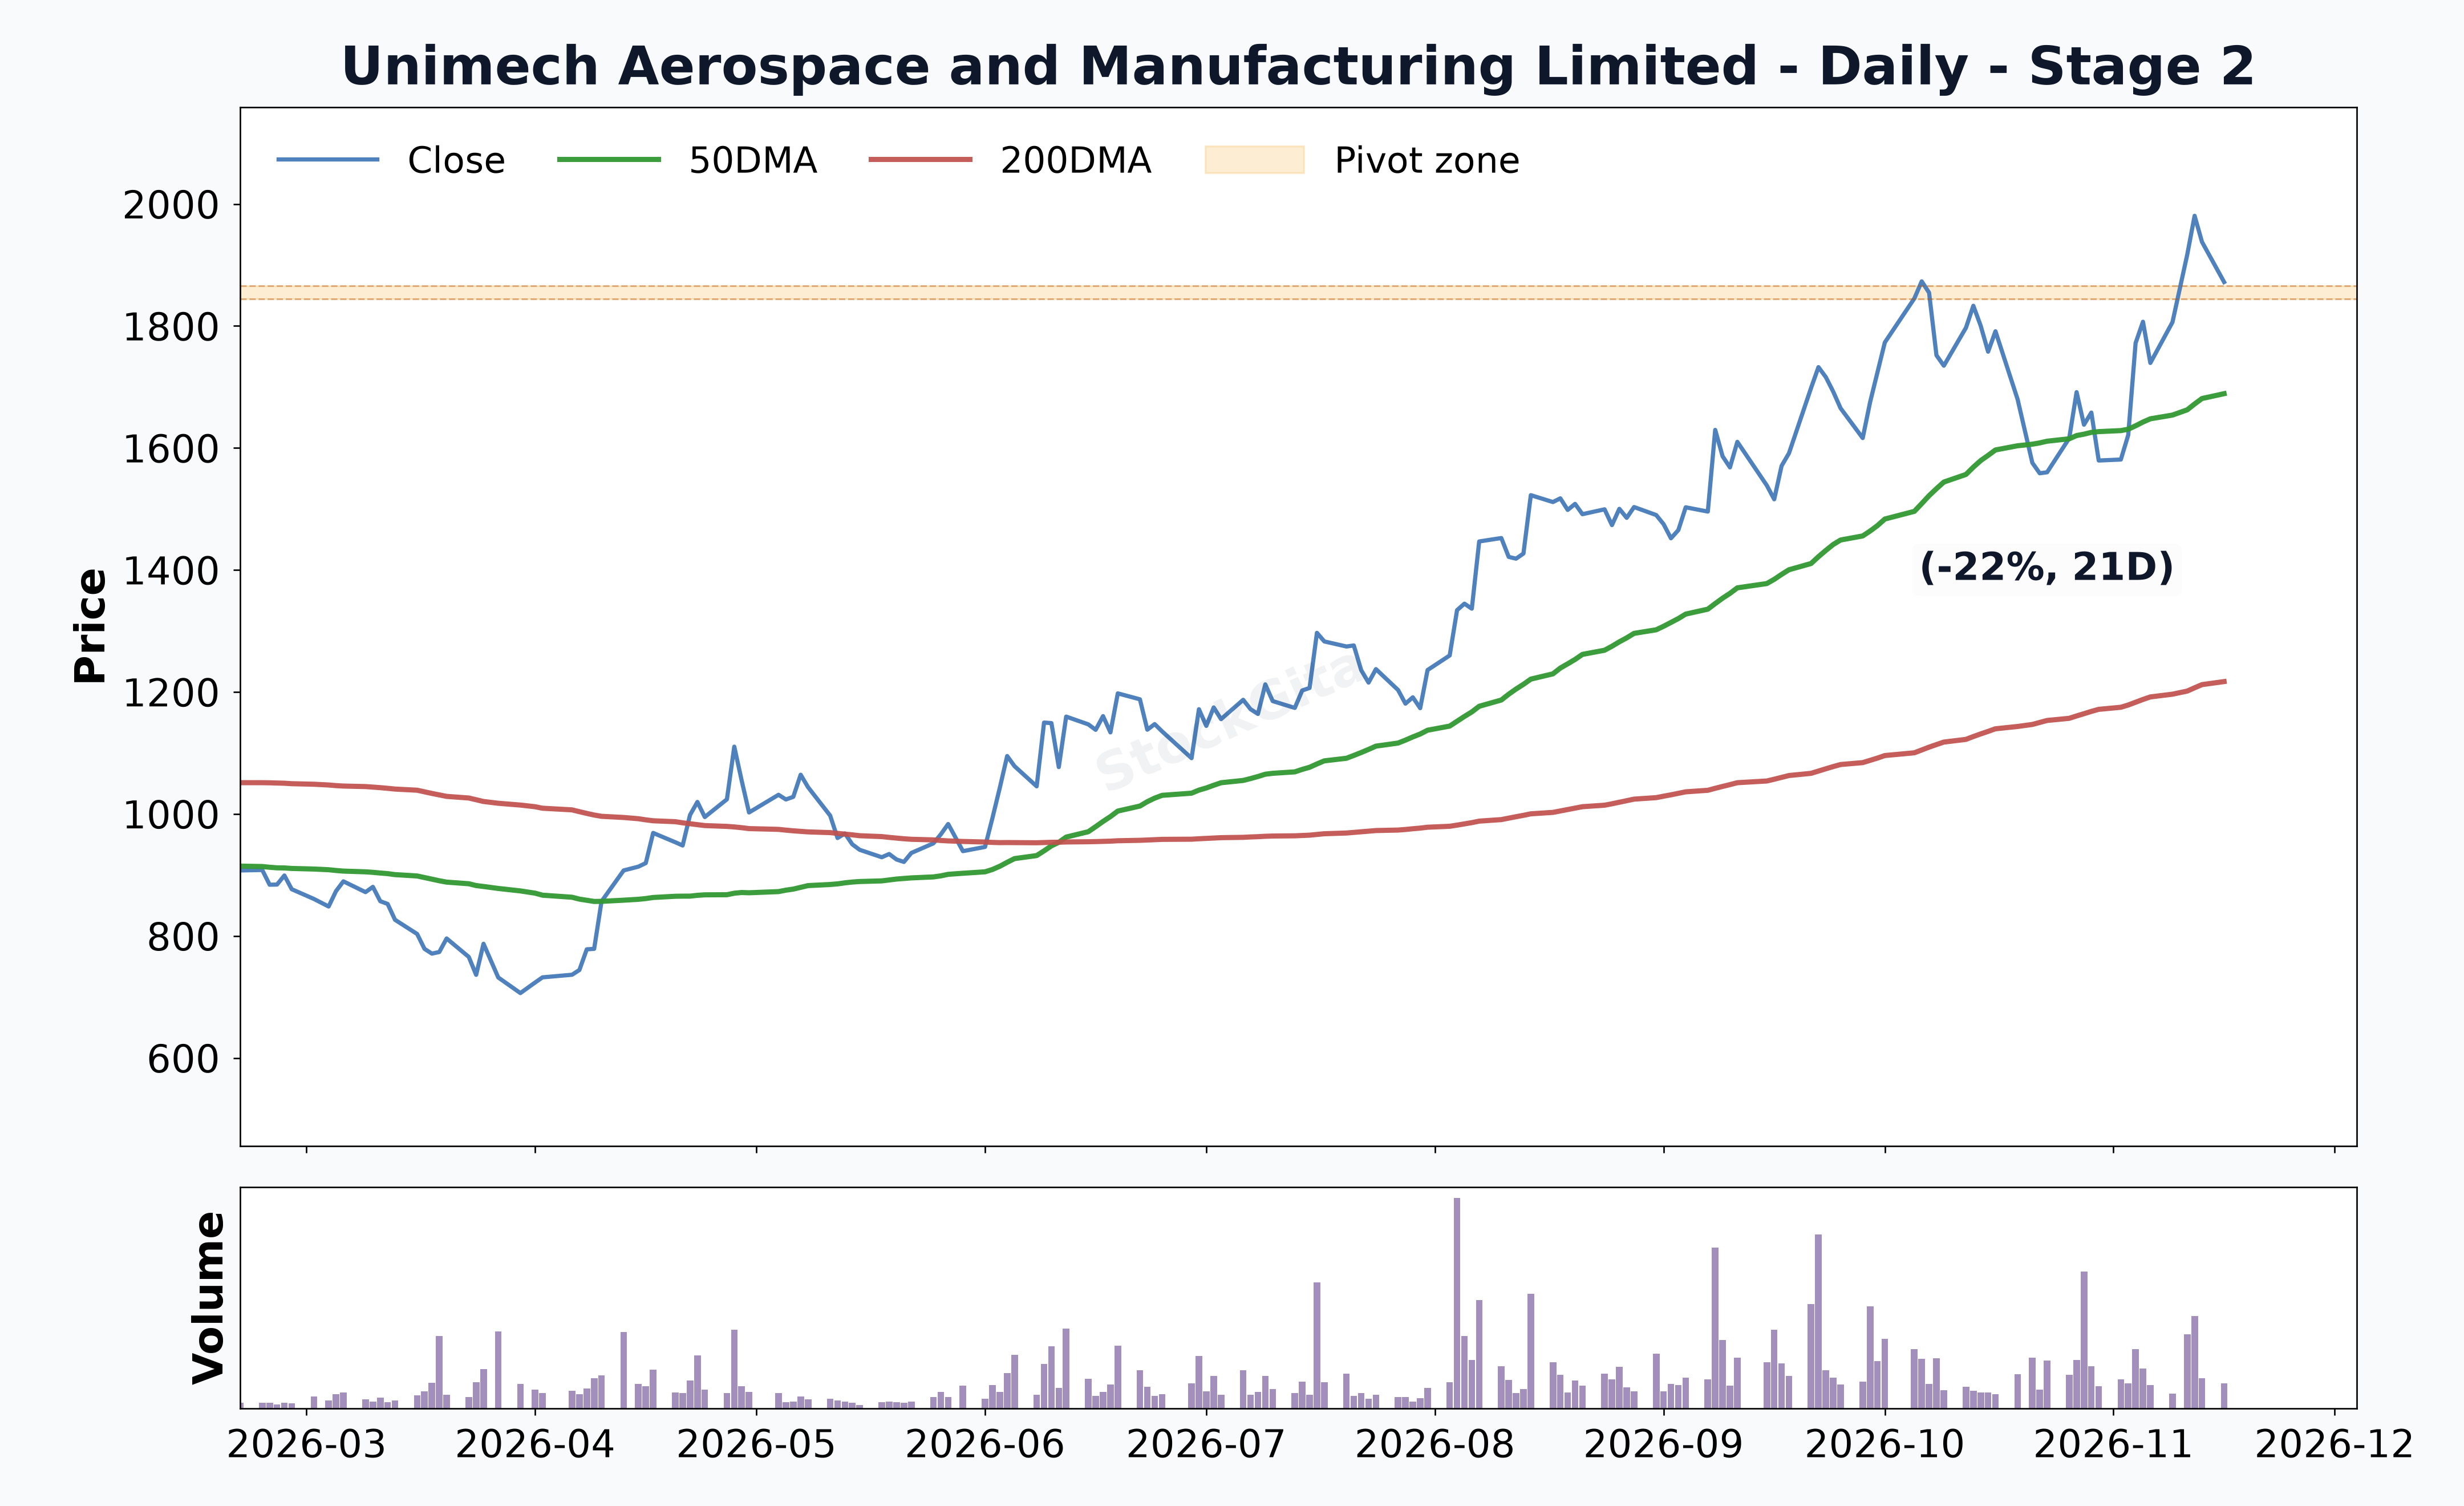 Unimech Aerospace and Manufacturing Limited - Daily - Stage 2
Close 50DMA 200DMA Pivot zone
Price
2000
1800
1600
1400
1200
1000
800
600
(-22%, 21D)
StockGita
Volume
2026-03 2026-04 2026-05 2026-06 2026-07 2026-08 2026-09 2026-10 2026-11 2026-12